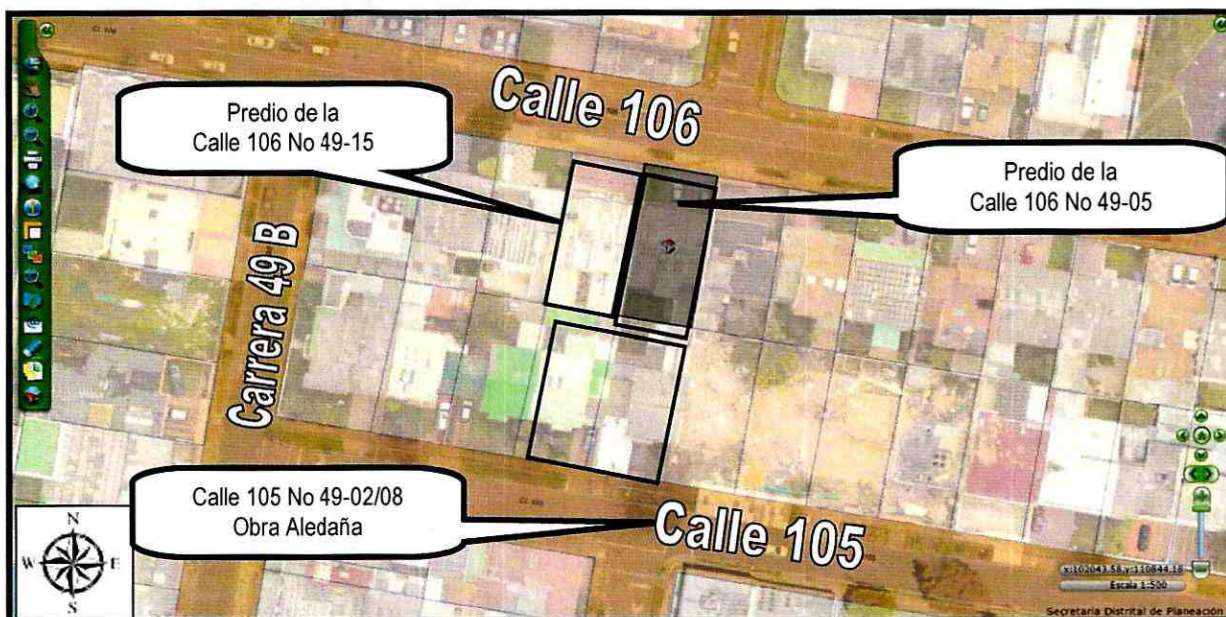 Calle 106
Predio de la
Calle 106 No 49-15
Predio de la
Calle 106 No 49-05
Carrera 49 B
Calle 105 No 49-02/08
Obra Aledaña
Calle 105
N
W E
S
Escala 1:500
Secretaria Distrital de Planeación